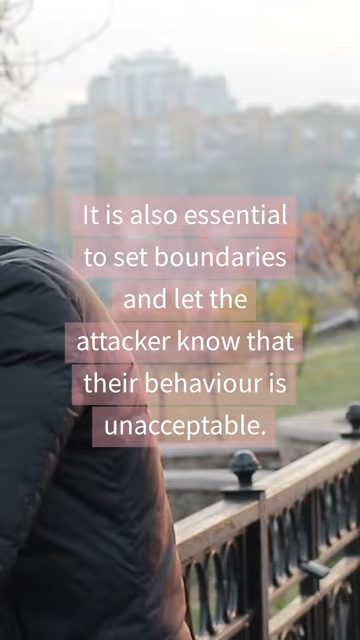 It is also essential
to set boundaries
and let the
attacker know that
their behaviour is
unacceptable.